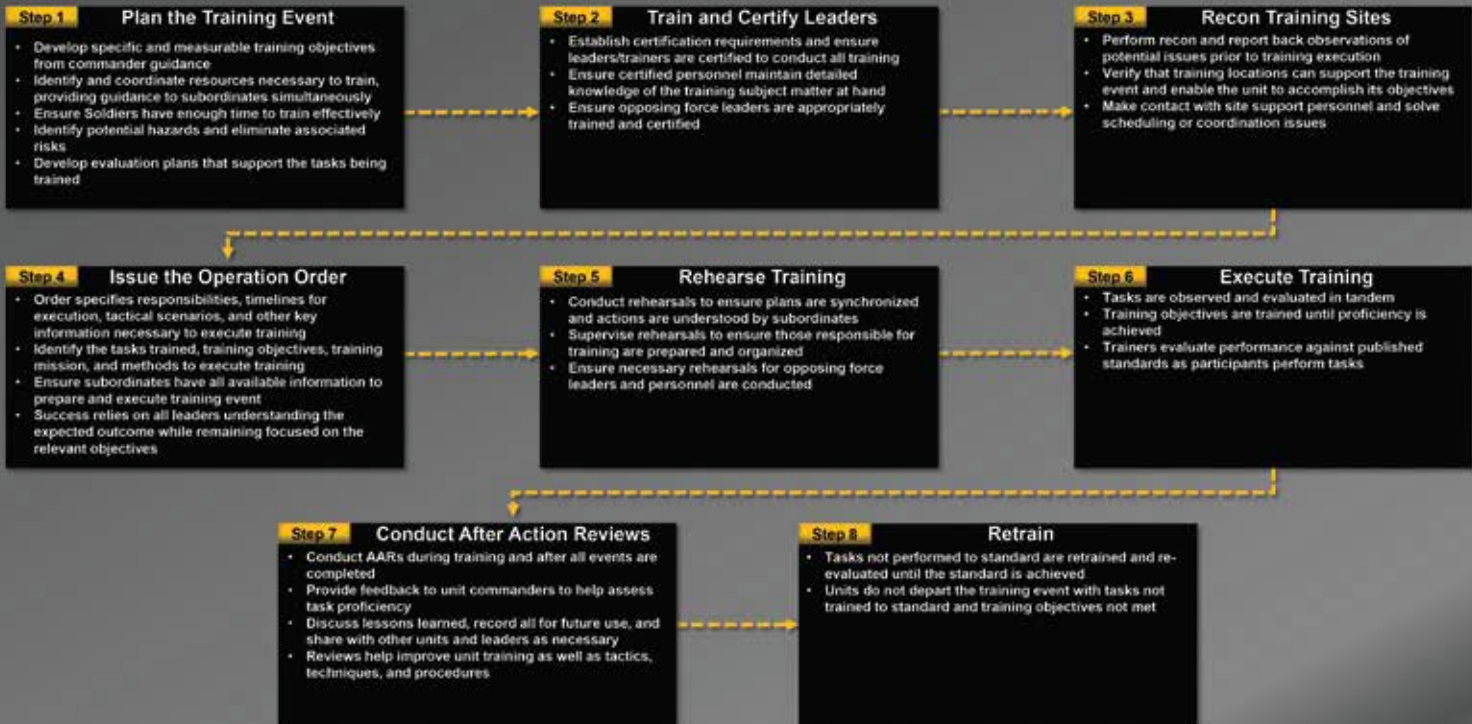 Step 1
Plan the Training Event
• Develop specific and measurable training objectives
from commander guidance
• Identify and coordinate resources necessary to train,
providing guidance to subordinates simultaneously
• Ensure Soldiers have enough time to train effectively
• Identify potential hazards and eliminate associated
risks
• Develop evaluation plans that support the tasks being
trained
Step 2
Train and Certify Leaders
• Establish certification requirements and ensure
leaders/trainers are certified to conduct all training
• Ensure certified personnel maintain detailed
knowledge of the training subject matter at hand
• Ensure opposing force leaders are appropriately
trained and certified
Step 3
Recon Training Sites
• Perform recon and report back observations of
potential issues prior to training execution
• Verify that training locations can support the training
event and enable the unit to accomplish its objectives
• Make contact with site support personnel and solve
scheduling or coordination issues
Step 4
Issue the Operation Order
• Order specifies responsibilities, timelines for
execution, tactical scenarios, and other key
information necessary to execute training
• Identify the tasks trained, training objectives, training
mission, and methods to execute training
• Ensure subordinates have all available information to
prepare and execute training event
• Success relies on all leaders understanding the
expected outcome while remaining focused on the
relevant objectives
Step 5
Rehearse Training
• Conduct rehearsals to ensure plans are synchronized
and actions are understood by subordinates
• Supervise rehearsals to ensure those responsible for
training are prepared and organized
• Ensure necessary rehearsals for opposing force
leaders and personnel are conducted
Step 6
Execute Training
• Tasks are observed and evaluated in tandem
• Training objectives are trained until proficiency is
achieved
• Trainers evaluate performance against published
standards as participants perform tasks
Step 7
Conduct After Action Reviews
• Conduct AARs during training and after all events are
completed
• Provide feedback to unit commanders to help assess
task proficiency
• Discuss lessons learned, record all for future use, and
share with other units and leaders as necessary
• Reviews help improve unit training as well as tactics,
techniques, and procedures
Step 8
Retrain
• Tasks not performed to standard are retrained and re-
evaluated until the standard is achieved
• Units do not depart the training event with tasks not
trained to standard and training objectives not met